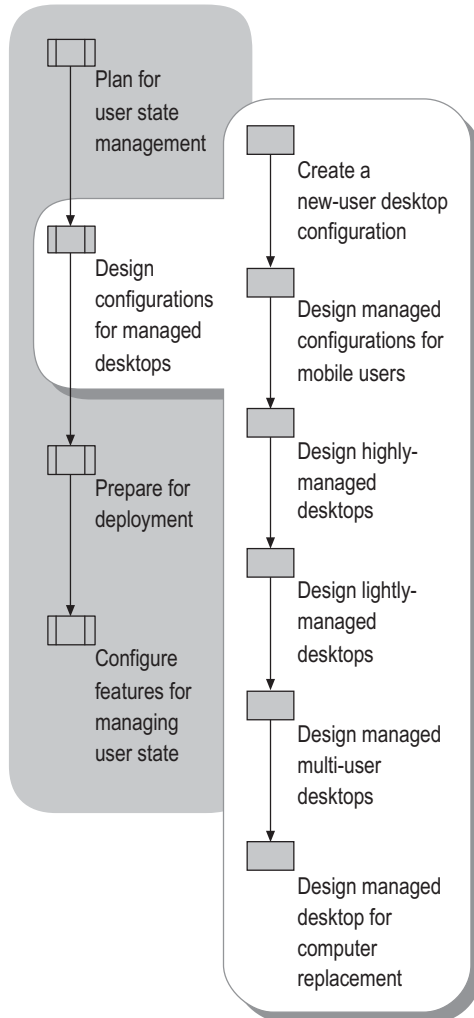 Plan for
user state
management
Design
configurations
for managed
desktops
Prepare for
deployment
Configure
features for
managing
user state
Create a
new-user desktop
configuration
Design managed
configurations for
mobile users
Design highly-
managed
desktops
Design lightly-
managed
desktops
Design managed
multi-user
desktops
Design managed
desktop for
computer
replacement